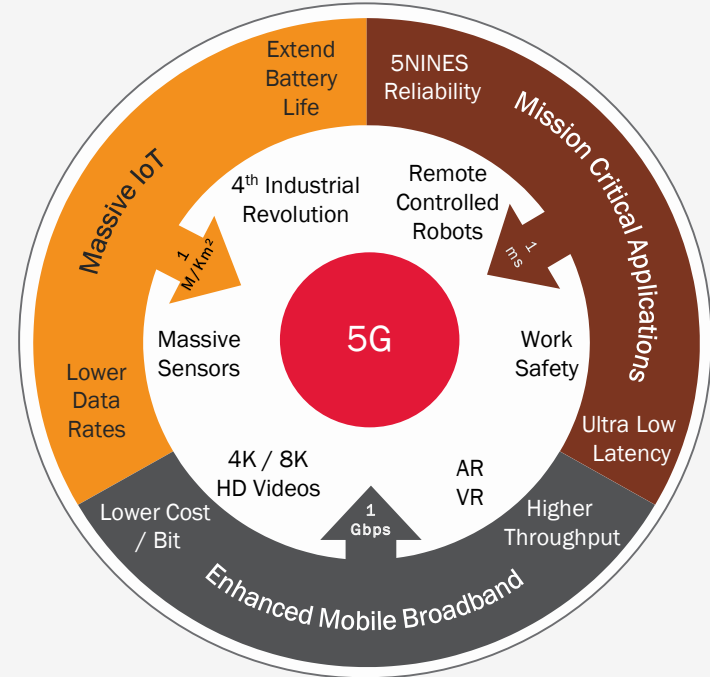 Extend
Battery
Life
5NINES
Reliability
Massive IoT
Mission Critical Applications
4th Industrial
Revolution
Remote
Controlled
Robots
1
M/Km²
1
ms
5G
Massive
Sensors
Work
Safety
Lower
Data
Rates
Ultra Low
Latency
4K / 8K
HD Videos
AR
VR
1
Gbps
Lower Cost
/ Bit
Higher
Throughput
Enhanced Mobile Broadband